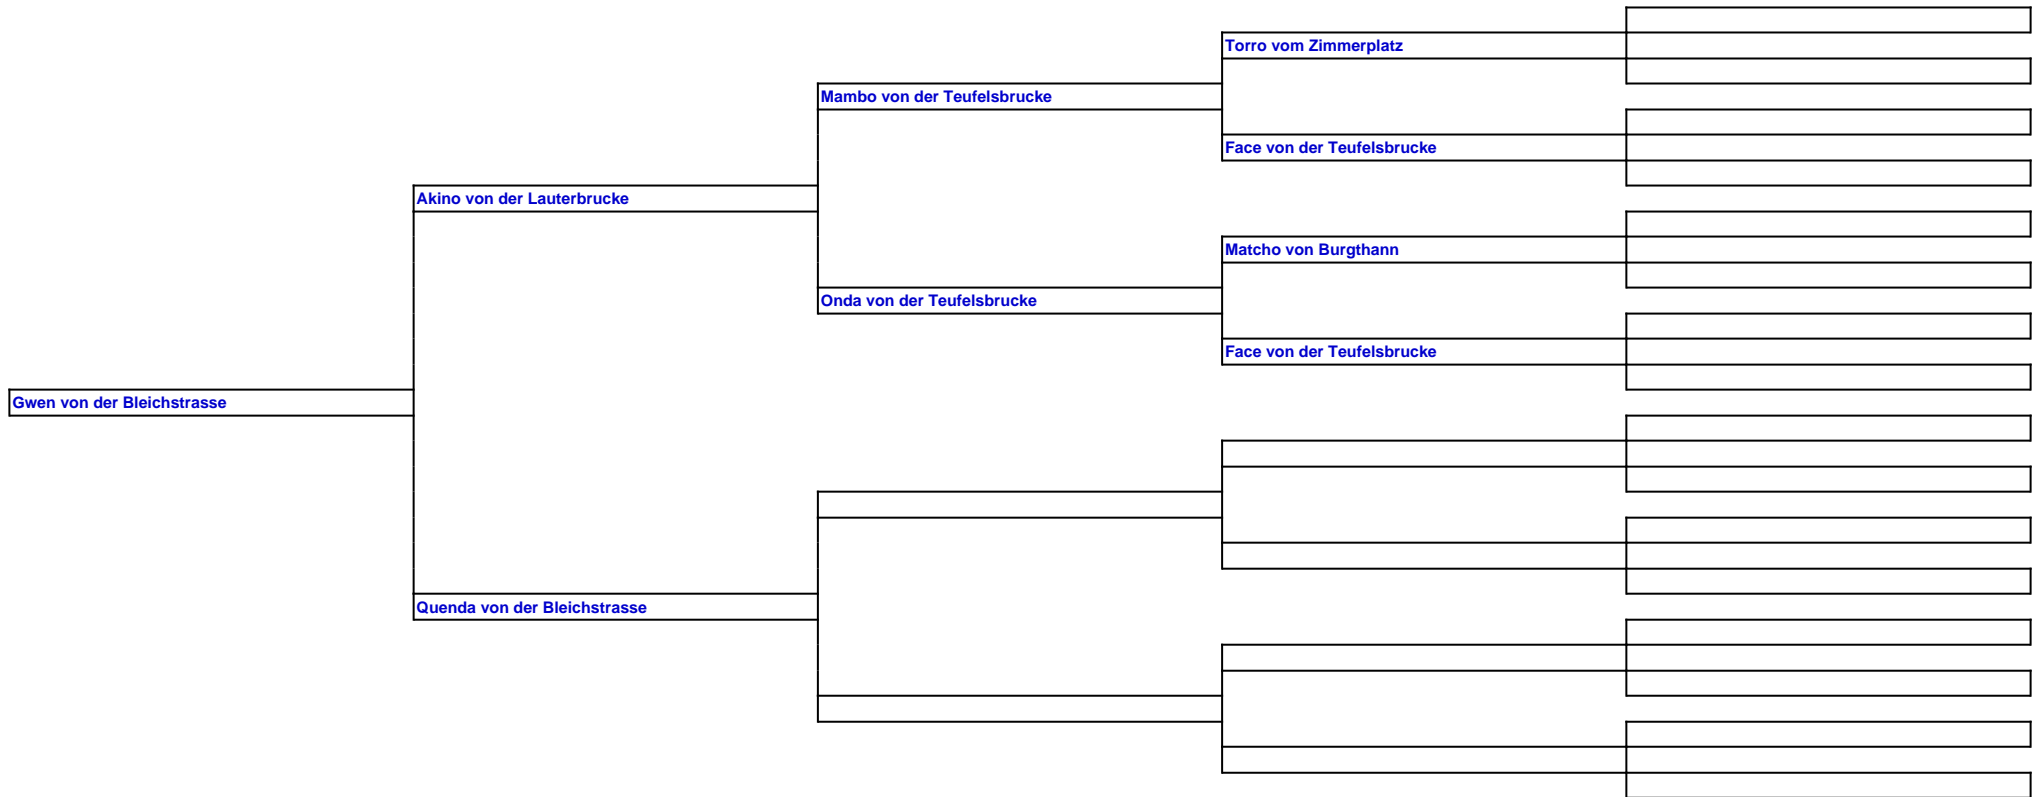 Torro vom Zimmerplatz
Mambo von der Teufelsbrucke
Face von der Teufelsbrucke
Akino von der Lauterbrucke
Matcho von Burgthann
Onda von der Teufelsbrucke
Face von der Teufelsbrucke
Gwen von der Bleichstrasse
Quenda von der Bleichstrasse